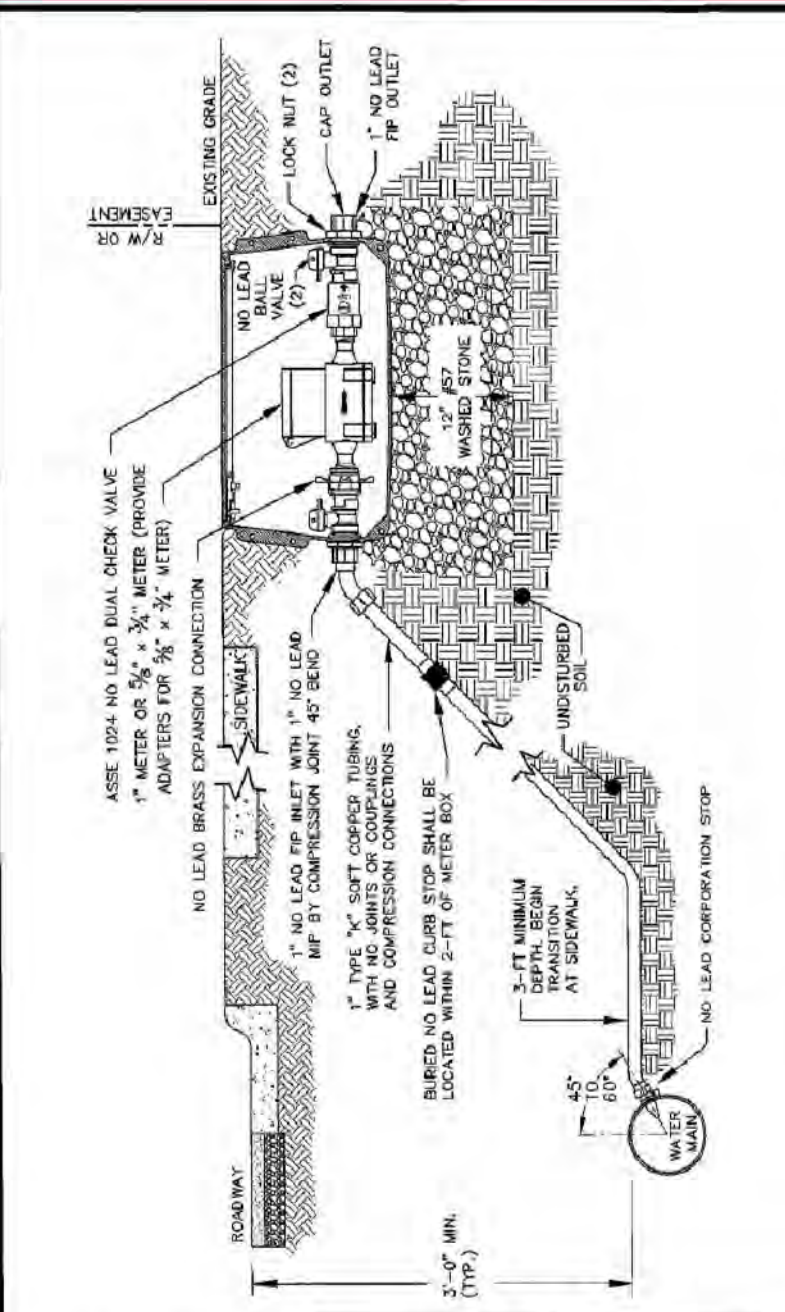 ASSE 1024 NO LEAD DUAL CHECK VALVE
1" METER OR 5/8" x 3/4" METER (PROVIDE
ADAPTERS FOR 5/8" x 3/4" METER)
NO LEAD BRASS EXPANSION CONNECTION
ROADWAY
SIDEWALK
R/W OR
EASEMENT
EXISTING GRADE
NO LEAD
BALL
VALVE
(2)
LOCK NUT (2)
CAP OUTLET
1" NO LEAD
FIP OUTLET
1" NO LEAD FIP INLET WITH 1" NO LEAD
MIP BY COMPRESSION JOINT 45° BEND
1" TYPE "K" SOFT COPPER TUBING,
WITH NO JOINTS OR COUPLINGS
AND COMPRESSION CONNECTIONS
BURIED NO LEAD CURB STOP SHALL BE
LOCATED WITHIN 2-FT OF METER BOX
12" #57
WASHED STONE
UNDISTURBED
SOIL
3-FT MINIMUM
DEPTH. BEGIN
TRANSITION
AT SIDEWALK.
3'-0" MIN.
(TYP.)
45°
TO
60°
WATER
MAIN
NO LEAD CORPORATION STOP